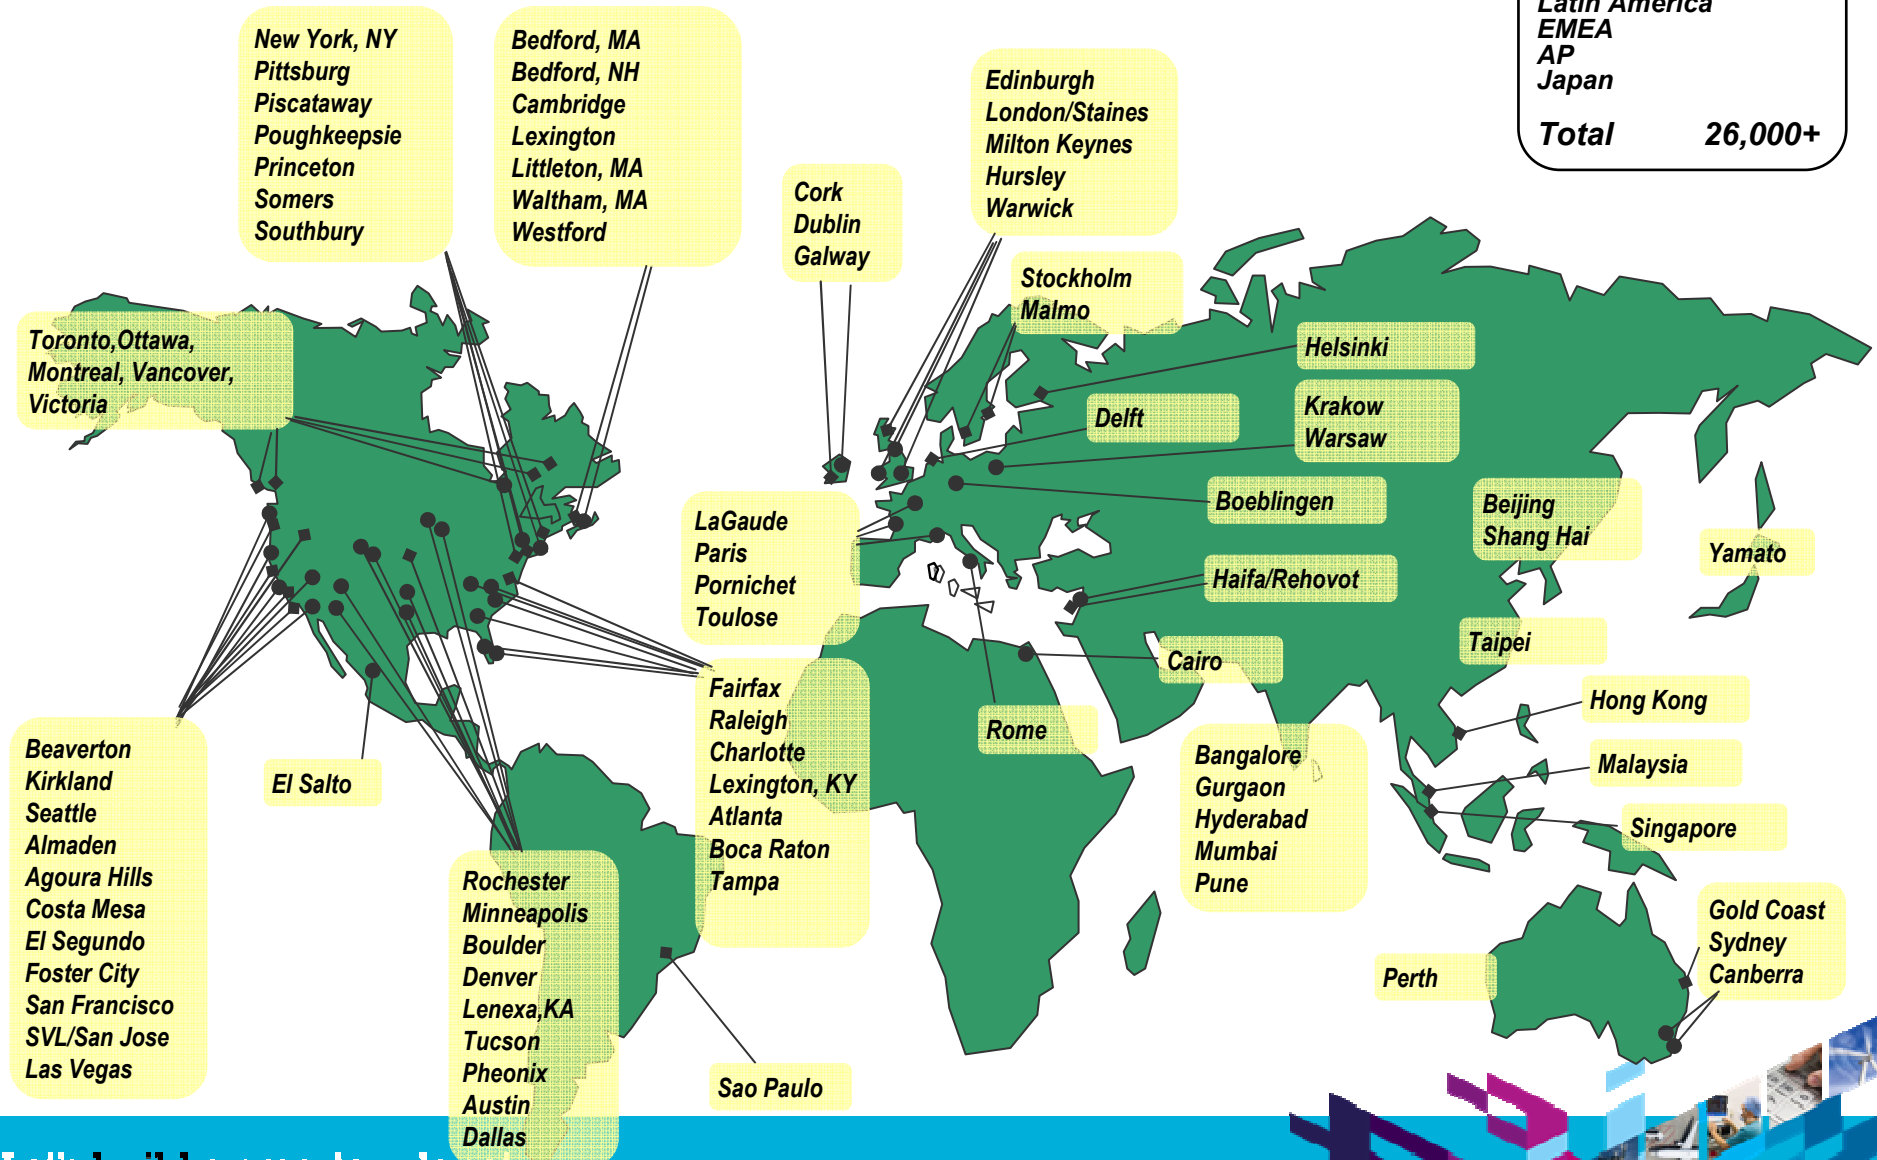 Latin America
EMEA
AP
Japan
Total 26,000+
New York, NY
Pittsburg
Piscataway
Poughkeepsie
Princeton
Somers
Southbury
Bedford, MA
Bedford, NH
Cambridge
Lexington
Littleton, MA
Waltham, MA
Westford
Cork
Dublin
Galway
Edinburgh
London/Staines
Milton Keynes
Hursley
Warwick
Stockholm
Malmo
Toronto,Ottawa,
Montreal, Vancover,
Victoria
Helsinki
Delft
Krakow
Warsaw
Boeblingen
Beijing
Shang Hai
Yamato
LaGaude
Paris
Pornichet
Toulose
Haifa/Rehovot
Taipei
Cairo
Fairfax
Raleigh
Charlotte
Lexington, KY
Atlanta
Boca Raton
Tampa
Rome
Hong Kong
Bangalore
Gurgaon
Hyderabad
Mumbai
Pune
Malaysia
Singapore
Beaverton
Kirkland
Seattle
Almaden
Agoura Hills
Costa Mesa
El Segundo
Foster City
San Francisco
SVL/San Jose
Las Vegas
El Salto
Rochester
Minneapolis
Boulder
Denver
Lenexa,KA
Tucson
Pheonix
Austin
Dallas
Sao Paulo
Perth
Gold Coast
Sydney
Canberra